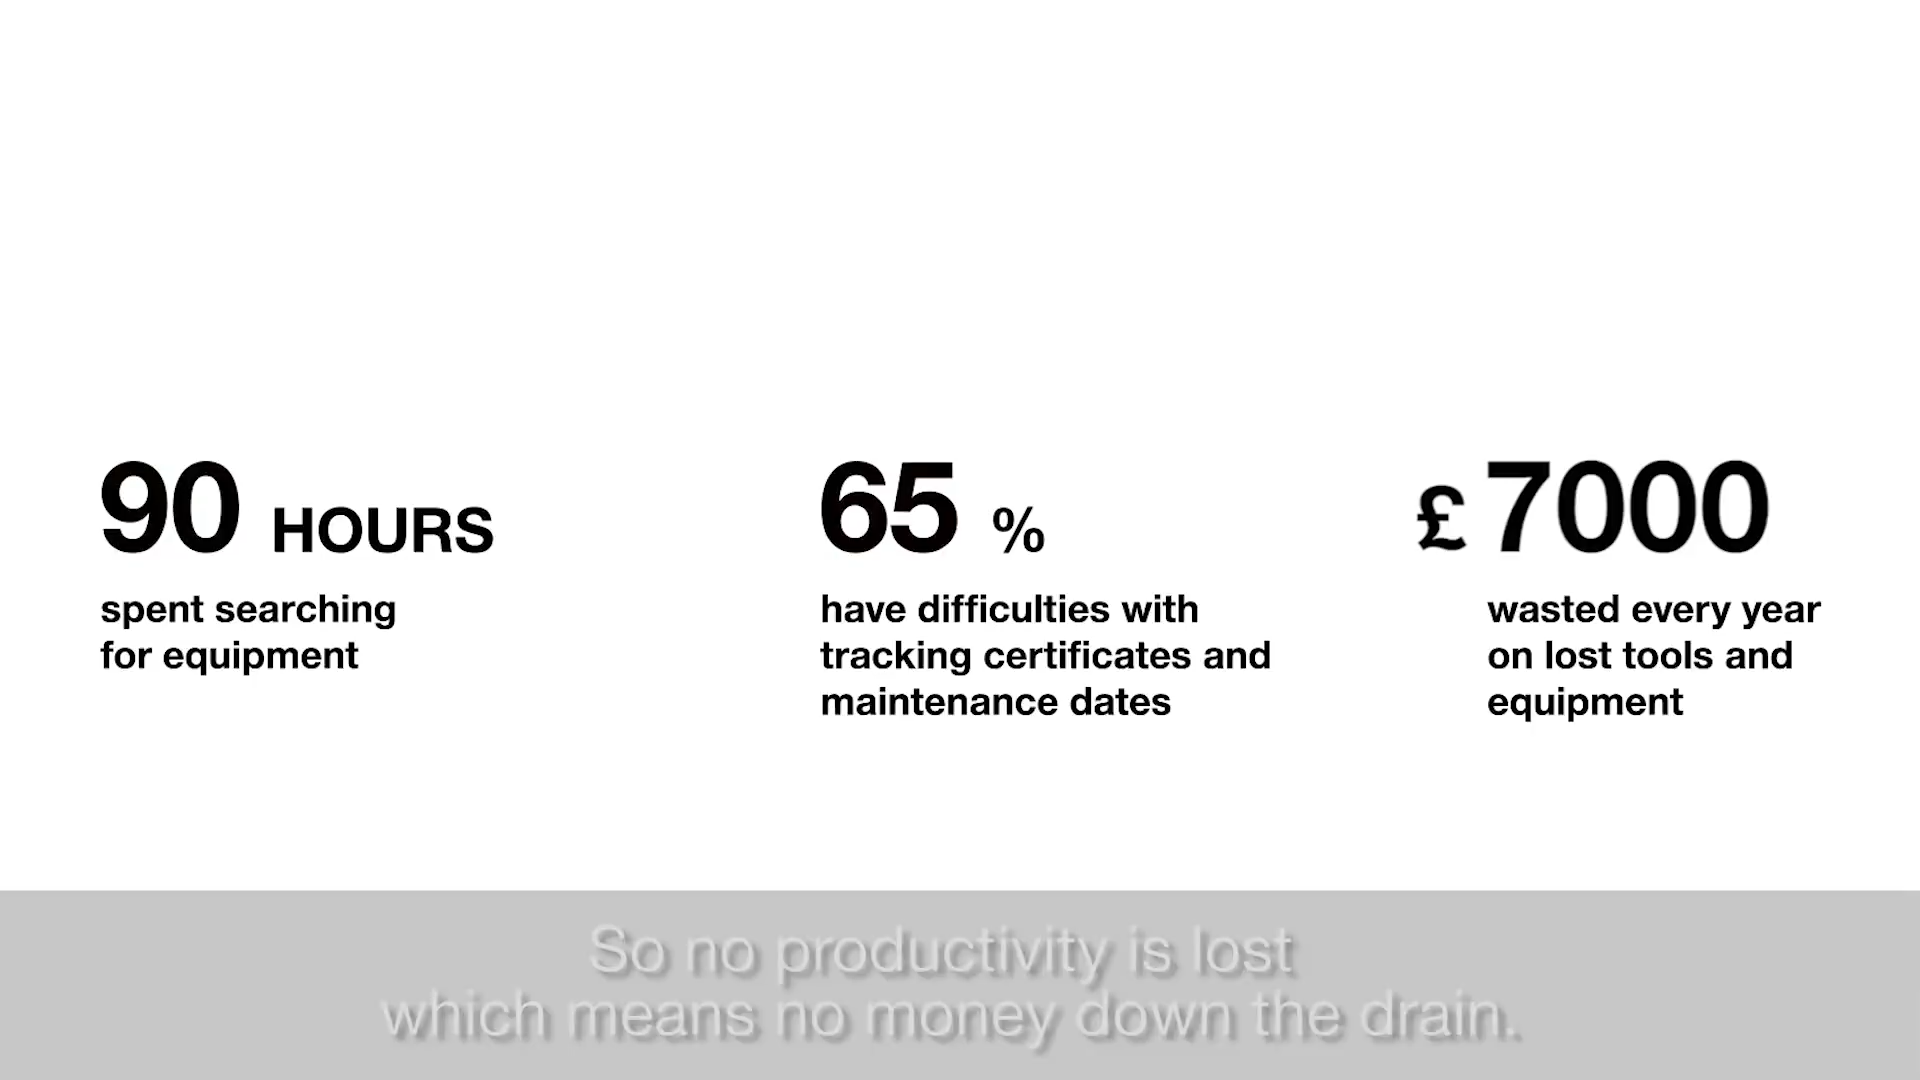 90 HOURS
spent searching
for equipment
65 %
have difficulties with
tracking certificates and
maintenance dates
£7000
wasted every year
on lost tools and
equipment
So no productivity is lost
which means no money down the drain.